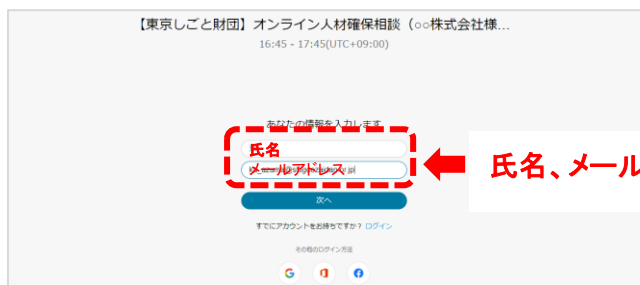 【東京しごと財団】オンライン人材確保相談（○○株式会社様...
16:45 - 17:45(UTC+09:00)
あなたの情報を入力します
氏名
メールアドレス
氏名、メール
次へ
すでにアカウントをお持ちですか？ ログイン
その他のログイン方法